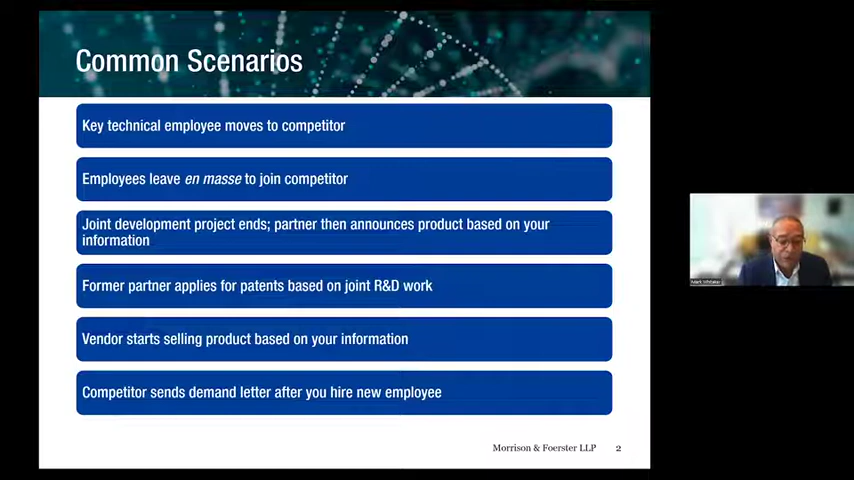 Common Scenarios
Key technical employee moves to competitor
Employees leave en masse to join competitor
Joint development project ends; partner then announces product based on your
information
Former partner applies for patents based on joint R&D work
Vendor starts selling product based on your information
Competitor sends demand letter after you hire new employee
Morrison & Foerster LLP 2
Mark Whitaker